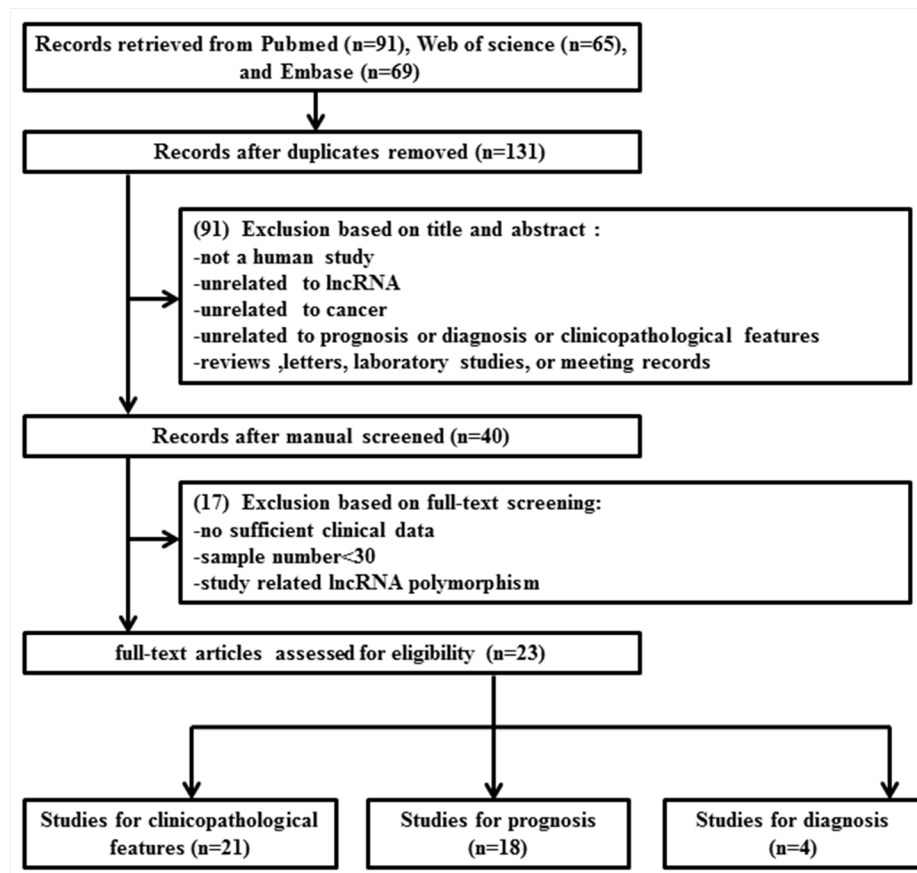 Records retrieved from Pubmed (n=91), Web of science (n=65),
and Embase (n=69)
Records after duplicates removed (n=131)
(91) Exclusion based on title and abstract :
-not a human study
-unrelated to lncRNA
-unrelated to cancer
-unrelated to prognosis or diagnosis or clinicopathological features
-reviews ,letters, laboratory studies, or meeting records
Records after manual screened (n=40)
(17) Exclusion based on full-text screening:
-no sufficient clinical data
-sample number<30
-study related lncRNA polymorphism
full-text articles assessed for eligibility (n=23)
Studies for clinicopathological
features (n=21)
Studies for prognosis
(n=18)
Studies for diagnosis
(n=4)